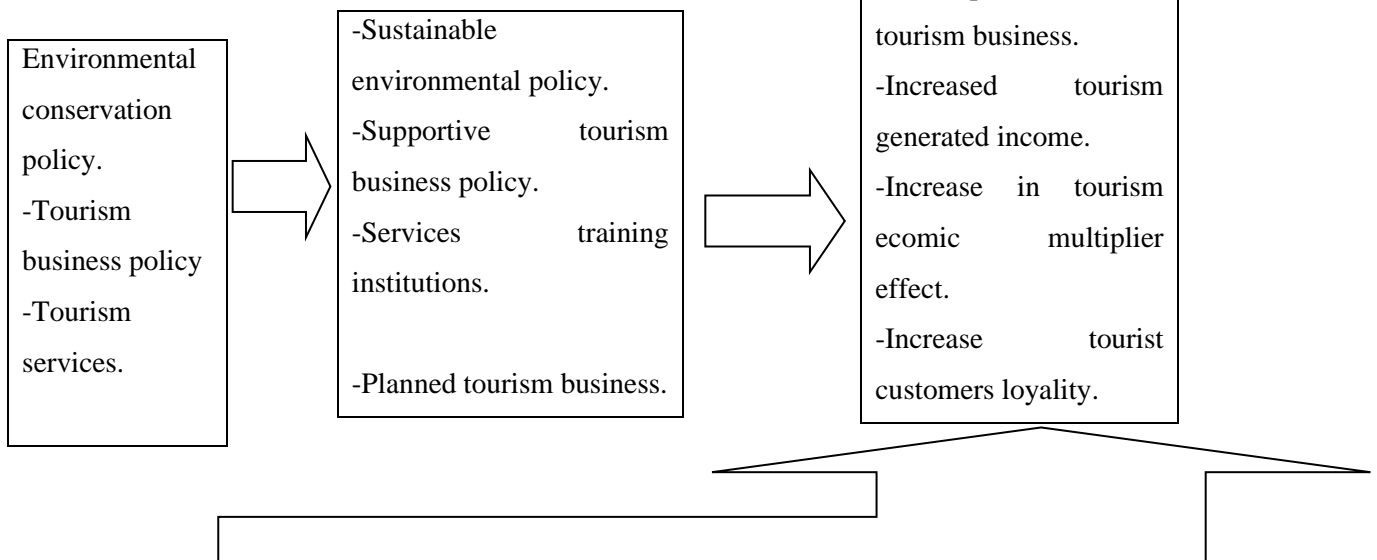 Environmental
conservation
policy.
-Tourism
business policy
-Tourism
services.
-Sustainable
environmental policy.
-Supportive tourism
business policy.
-Services training
institutions.
-Planned tourism business.
tourism business.
-Increased tourism
generated income.
-Increase in tourism
ecomic multiplier
effect.
-Increase tourist
customers loyality.